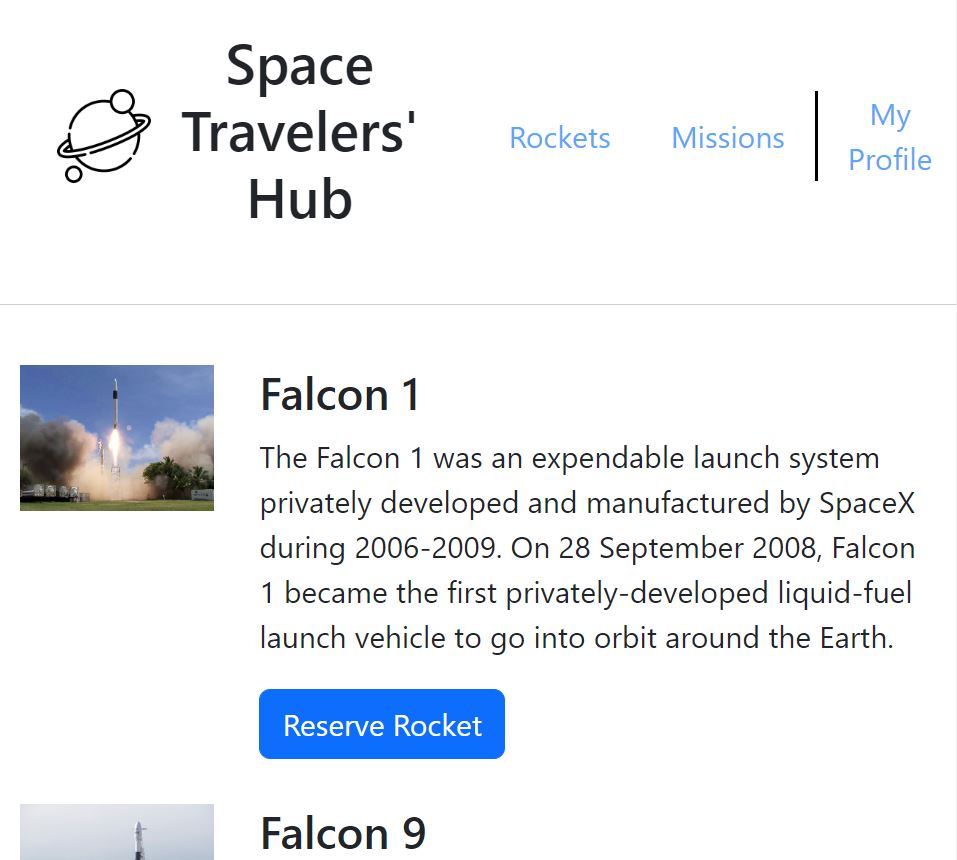 Space
Travelers'
Hub
Rockets
Missions
My
Profile
Falcon 1
The Falcon 1 was an expendable launch system
privately developed and manufactured by SpaceX
during 2006-2009. On 28 September 2008, Falcon
1 became the first privately-developed liquid-fuel
launch vehicle to go into orbit around the Earth.
Reserve Rocket
Falcon 9